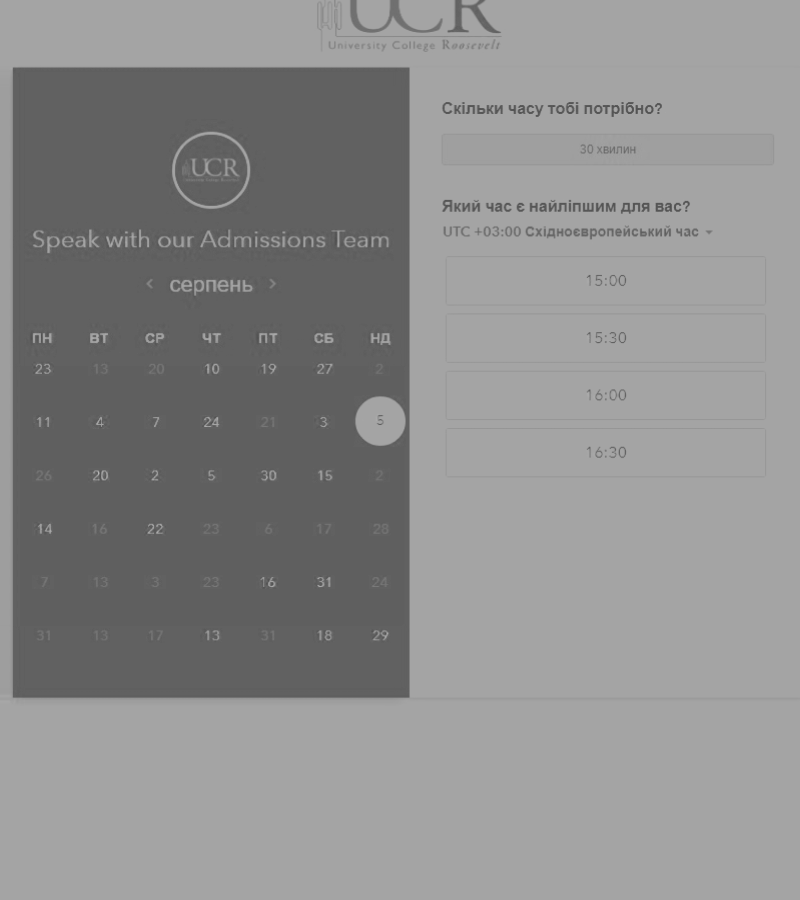 UCR
University College Roosevelt
UCR
Speak with our Admissions Team
серпень
ПН ВТ СР ЧТ ПТ СБ НД
23 13 20 10 19 27 2
11 4 7 24 21 3 5
26 20 2 5 30 15 2
14 16 22 23 6 17 28
7 13 3 23 16 31 24
31 13 17 13 31 18 29
Скільки часу тобі потрібно?
30 хвилин
Який час є найліпшим для вас?
UTC +03:00 Східноєвропейський час
15:00
15:30
16:00
16:30